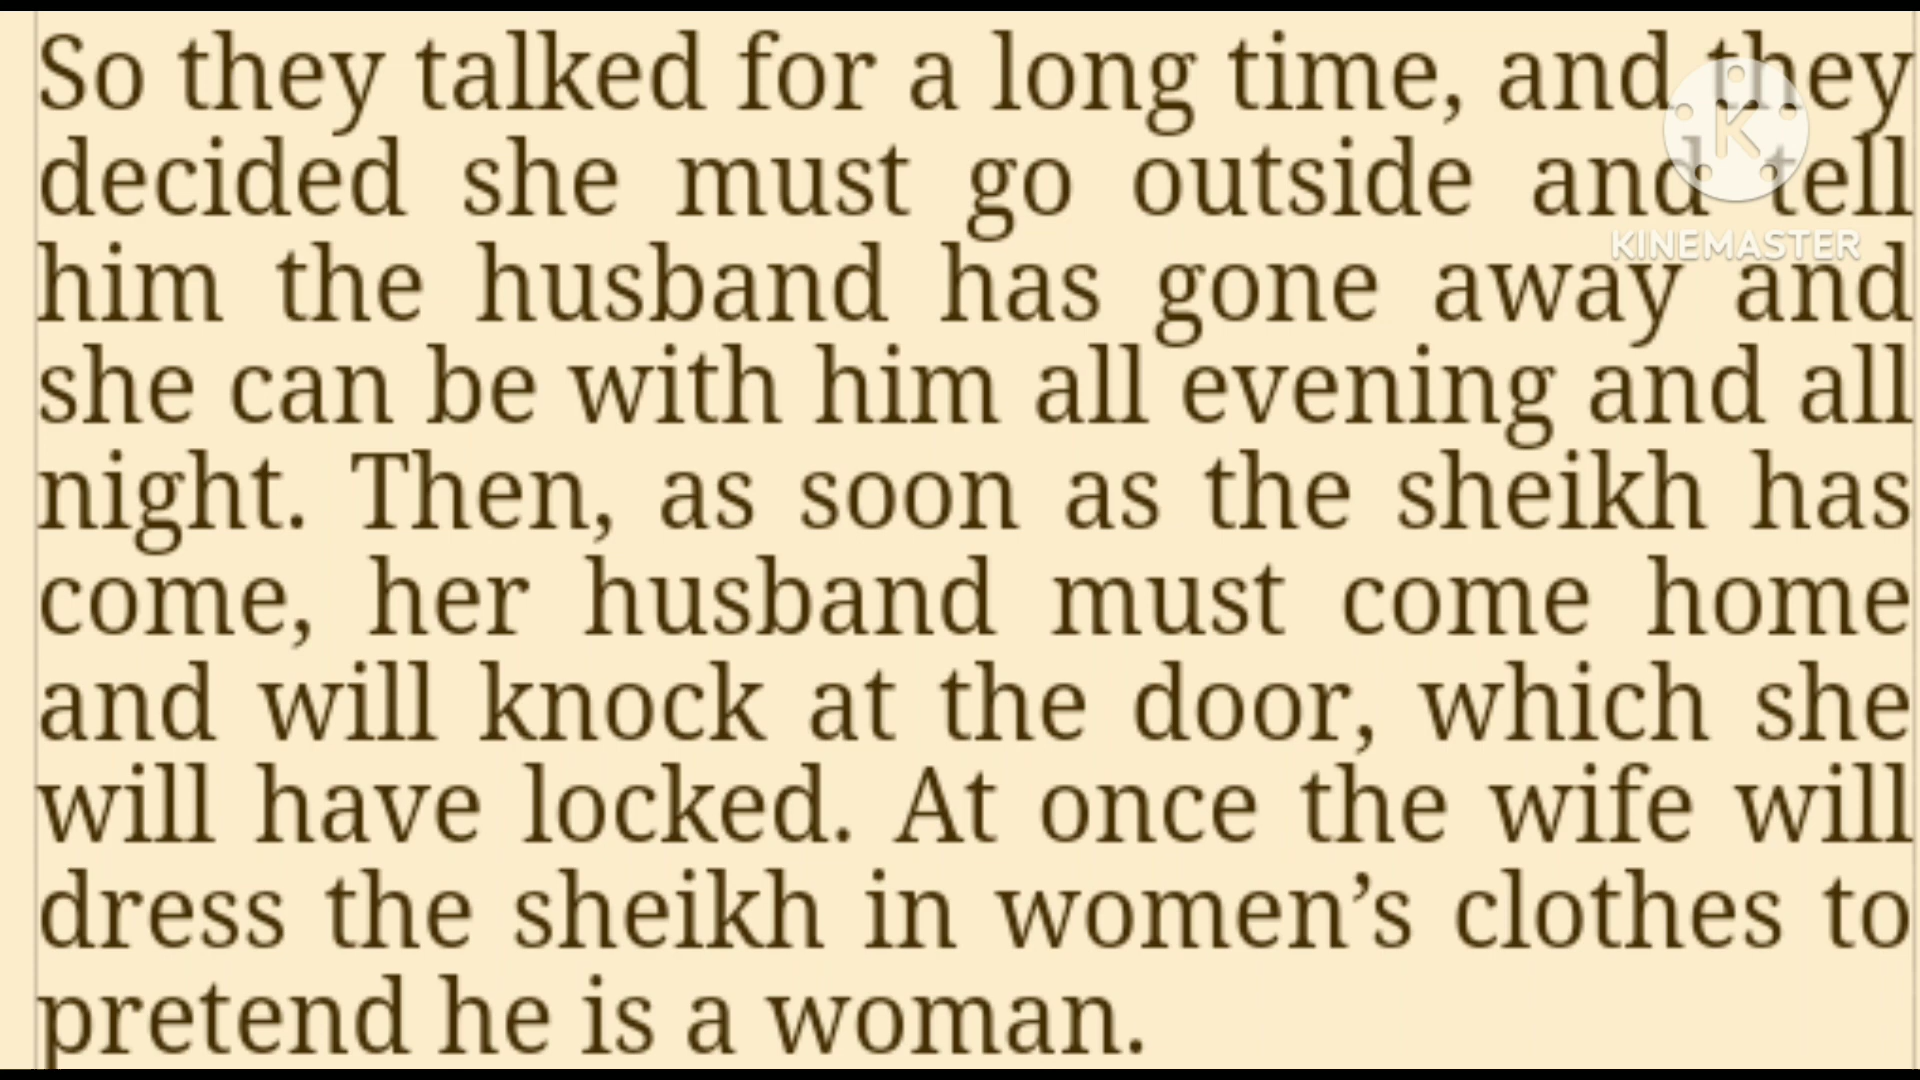 So they talked for a long time, and they
decided she must go outside and tell
him the husband has gone away and
she can be with him all evening and all
night. Then, as soon as the sheikh has
come, her husband must come home
and will knock at the door, which she
will have locked. At once the wife will
dress the sheikh in women’s clothes to
pretend he is a woman.
K
KINEMASTER